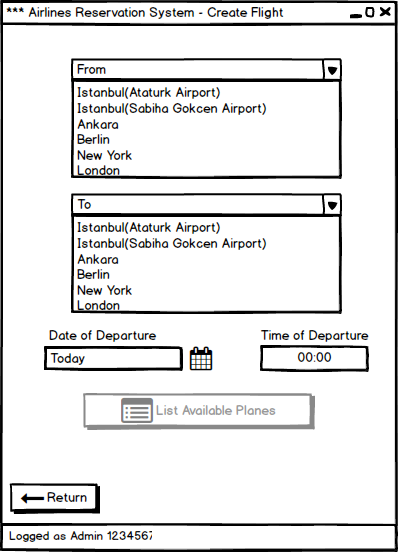 *** Airlines Reservation System - Create Flight
From
Istanbul(Ataturk Airport)
Istanbul(Sabiha Gokcen Airport)
Ankara
Berlin
New York
London
To
Istanbul(Ataturk Airport)
Istanbul(Sabiha Gokcen Airport)
Ankara
Berlin
New York
London
Date of Departure
Time of Departure
Today
00:00
List Available Planes
Return
Logged as Admin 1234567